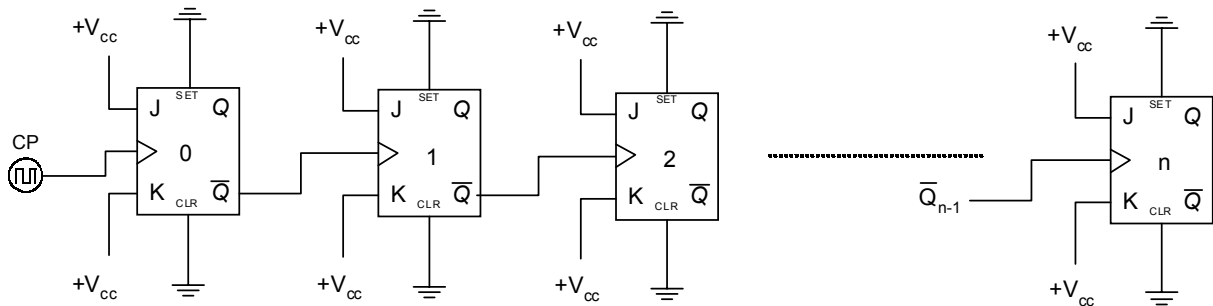 +Vcc +Vcc +Vcc +Vcc
SET SET SET SET
J Q J Q J Q J Q
CP 0 1 2 n
K Q̅ K Q̅ K Q̅ Q̅n-1 K Q̅
CLR CLR CLR CLR
+Vcc +Vcc +Vcc +Vcc